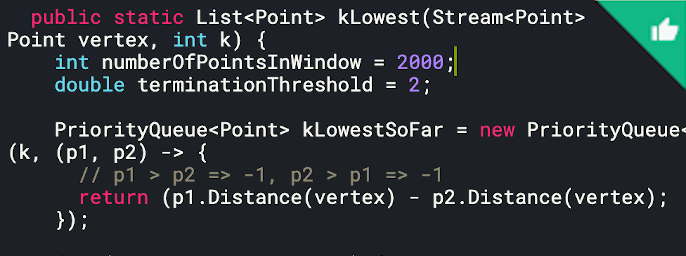 public static List<Point> kLowest(Stream<Point>
Point vertex, int k) {
int numberOfPointsInWindow = 2000;
double terminationThreshold = 2;
PriorityQueue<Point> kLowestSoFar = new PriorityQueue<
(k, (p1, p2) -> {
// p1 > p2 => -1, p2 > p1 => -1
return (p1.Distance(vertex) - p2.Distance(vertex);
});